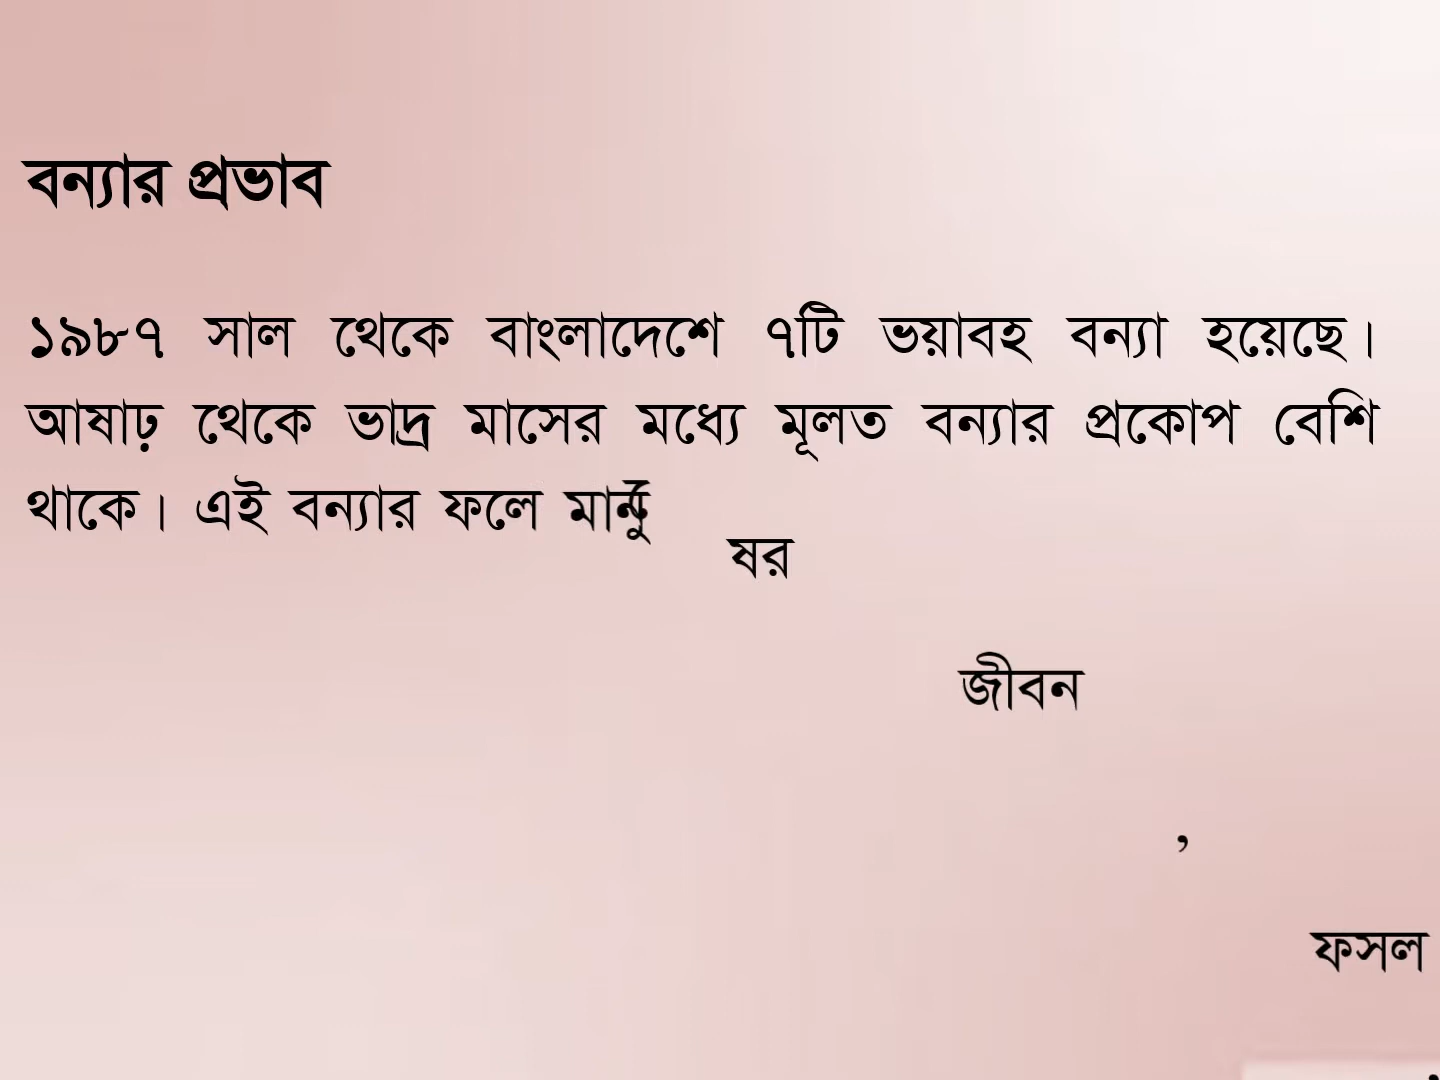 বন্যার প্রভাব
১৯৮৭ সাল থেকে বাংলাদেশে ৭টি ভয়াবহ বন্যা হয়েছে।
আষাঢ় থেকে ভাদ্র মাসের মধ্যে মূলত বন্যার প্রকোপ বেশি
থাকে। এই বন্যার ফলে মানু
ষর
জীবন
,
ফসল